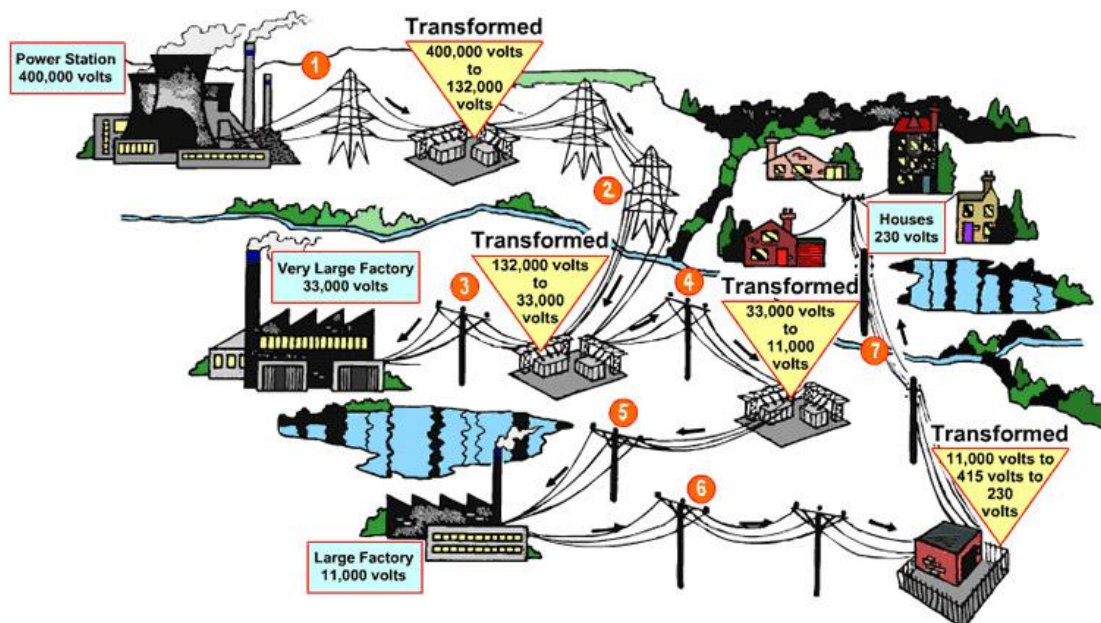 Transformed
400,000 volts
to
132,000
volts
Power Station
400,000 volts
1
2
Houses
230 volts
Transformed
132,000 volts
to
33,000
volts
Very Large Factory
33,000 volts
3
4
Transformed
33,000 volts
to
11,000
volts
7
5
Transformed
11,000 volts to
415 volts to
230
volts
6
Large Factory
11,000 volts